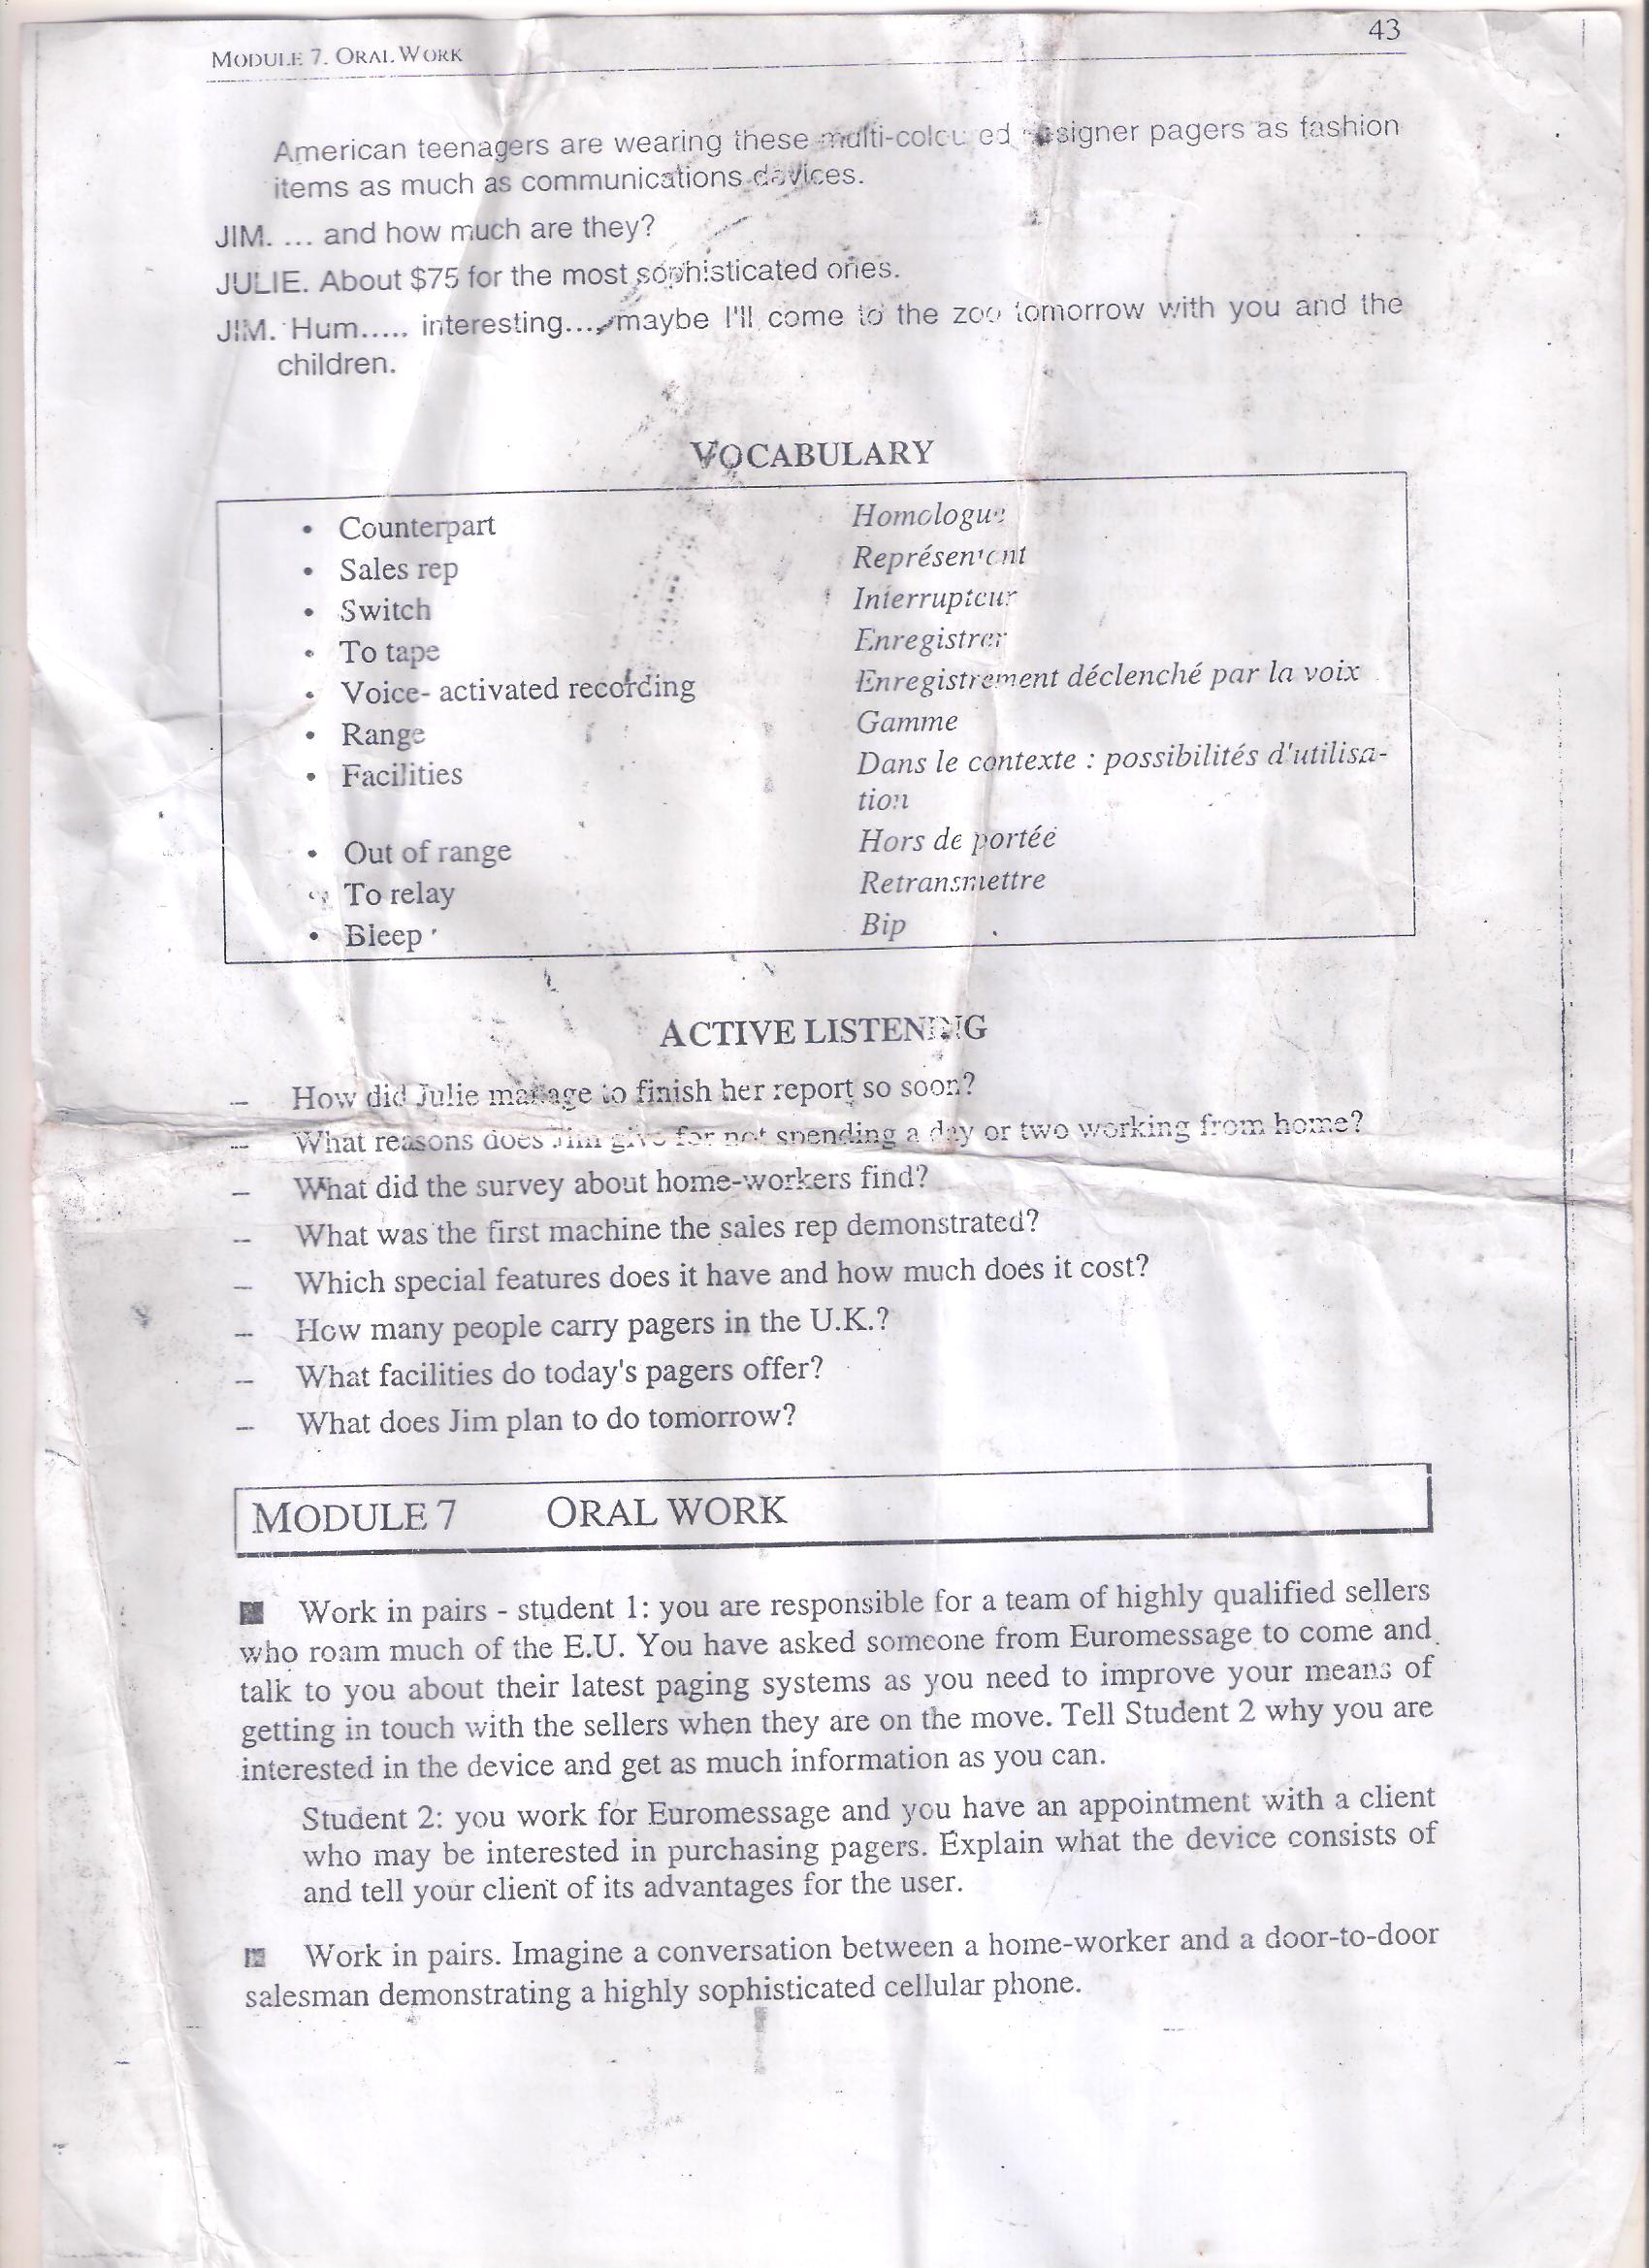 MODULE 7. ORAL WORK 43
American teenagers are wearing these multi-coloured designer pagers as fashion
items as much as communications devices.
JIM. ... and how much are they?
JULIE. About $75 for the most sophisticated ones.
JIM. Hum..... interesting.... maybe I'll come to the zoo tomorrow with you and the
children.
VOCABULARY
• Counterpart Homologue
• Sales rep Représentant
• Switch Interrupteur
• To tape Enregistrer
• Voice- activated recording Enregistrement déclenché par la voix
• Range Gamme
• Facilities Dans le contexte : possibilités d'utilisa-
tion
• Out of range Hors de portée
• To relay Retransmettre
• Bleep Bip
ACTIVE LISTENING
– How did Julie manage to finish her report so soon?
– What reasons does Jim give for not spending a day or two working from home?
– What did the survey about home-workers find?
– What was the first machine the sales rep demonstrated?
– Which special features does it have and how much does it cost?
– How many people carry pagers in the U.K.?
– What facilities do today's pagers offer?
– What does Jim plan to do tomorrow?
MODULE 7 ORAL WORK
■ Work in pairs - student 1: you are responsible for a team of highly qualified sellers
who roam much of the E.U. You have asked someone from Euromessage to come and
talk to you about their latest paging systems as you need to improve your means of
getting in touch with the sellers when they are on the move. Tell Student 2 why you are
interested in the device and get as much information as you can.
Student 2: you work for Euromessage and you have an appointment with a client
who may be interested in purchasing pagers. Explain what the device consists of
and tell your client of its advantages for the user.
■ Work in pairs. Imagine a conversation between a home-worker and a door-to-door
salesman demonstrating a highly sophisticated cellular phone.